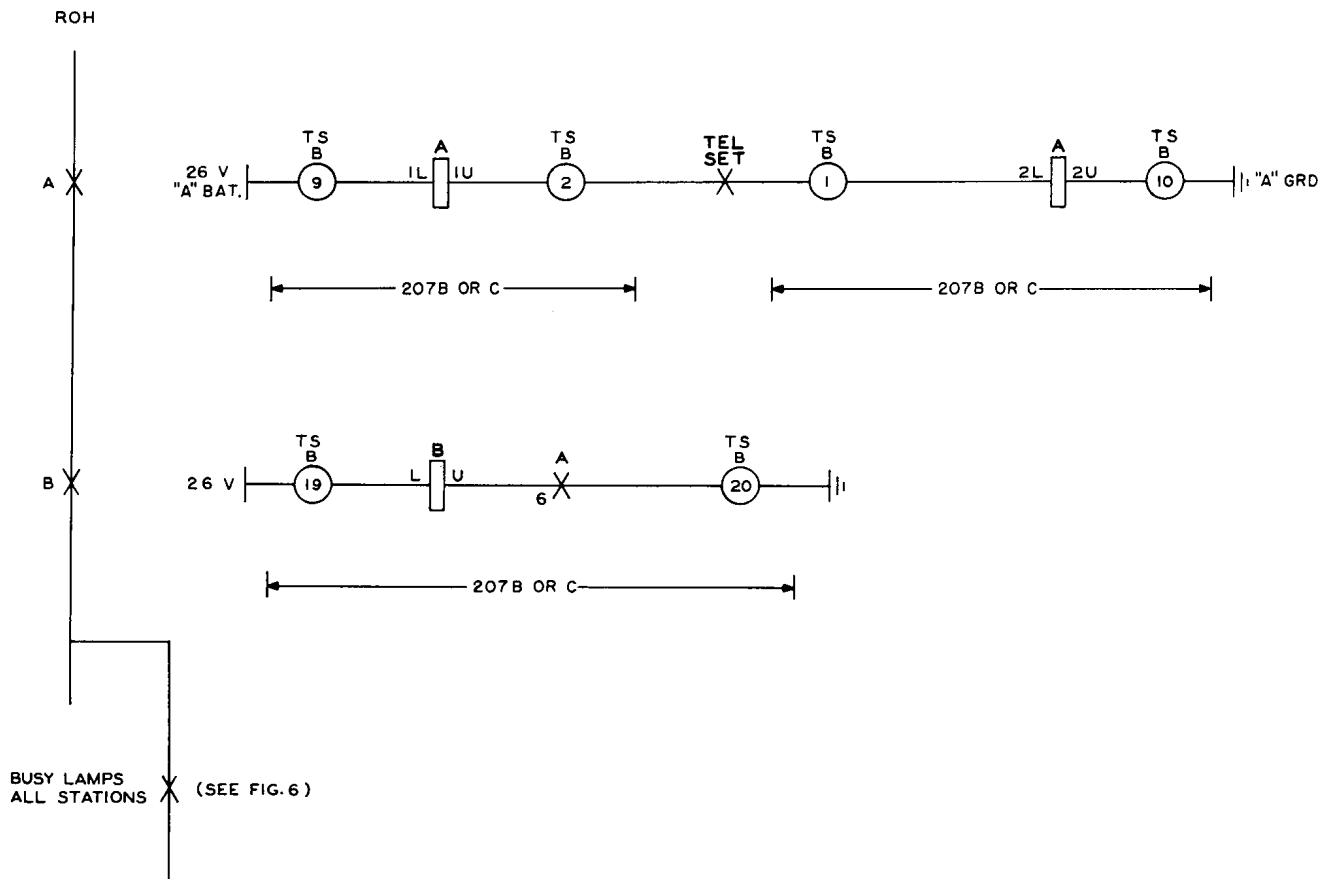 ROH
A
26 V
"A" BAT.
TS
B
9
1L
A
1U
TS
B
2
TEL
SET
TS
B
1
2L
A
2U
TS
B
10
"A" GRD
207B OR C
207B OR C
B
26 V
TS
B
19
L
B
U
A
6
TS
B
20
207B OR C
BUSY LAMPS
ALL STATIONS
(SEE FIG. 6)